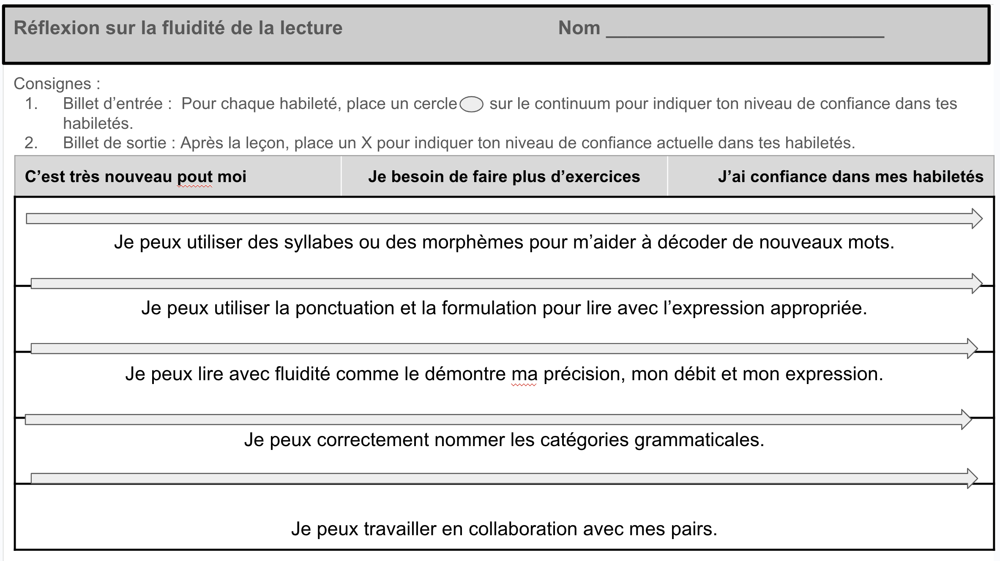 Réflexion sur la fluidité de la lecture Nom ____________________________
Consignes :
1. Billet d’entrée : Pour chaque habileté, place un cercle sur le continuum pour indiquer ton niveau de confiance dans tes
habiletés.
2. Billet de sortie : Après la leçon, place un X pour indiquer ton niveau de confiance actuelle dans tes habiletés.
C’est très nouveau pout moi Je besoin de faire plus d’exercices J’ai confiance dans mes habiletés
Je peux utiliser des syllabes ou des morphèmes pour m’aider à décoder de nouveaux mots.
Je peux utiliser la ponctuation et la formulation pour lire avec l’expression appropriée.
Je peux lire avec fluidité comme le démontre ma précision, mon débit et mon expression.
Je peux correctement nommer les catégories grammaticales.
Je peux travailler en collaboration avec mes pairs.